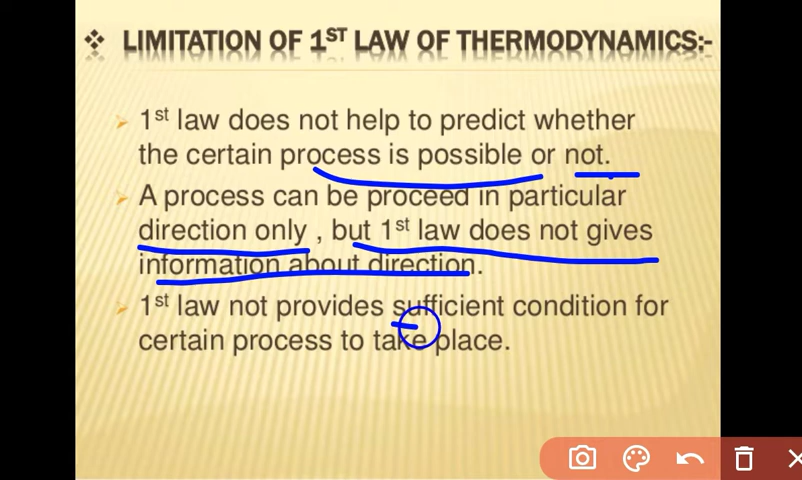 ❖ LIMITATION OF 1ST LAW OF THERMODYNAMICS:-
➤ 1st law does not help to predict whether
the certain process is possible or not.
➤ A process can be proceed in particular
direction only , but 1st law does not gives
information about direction.
➤ 1st law not provides sufficient condition for
certain process to take place.